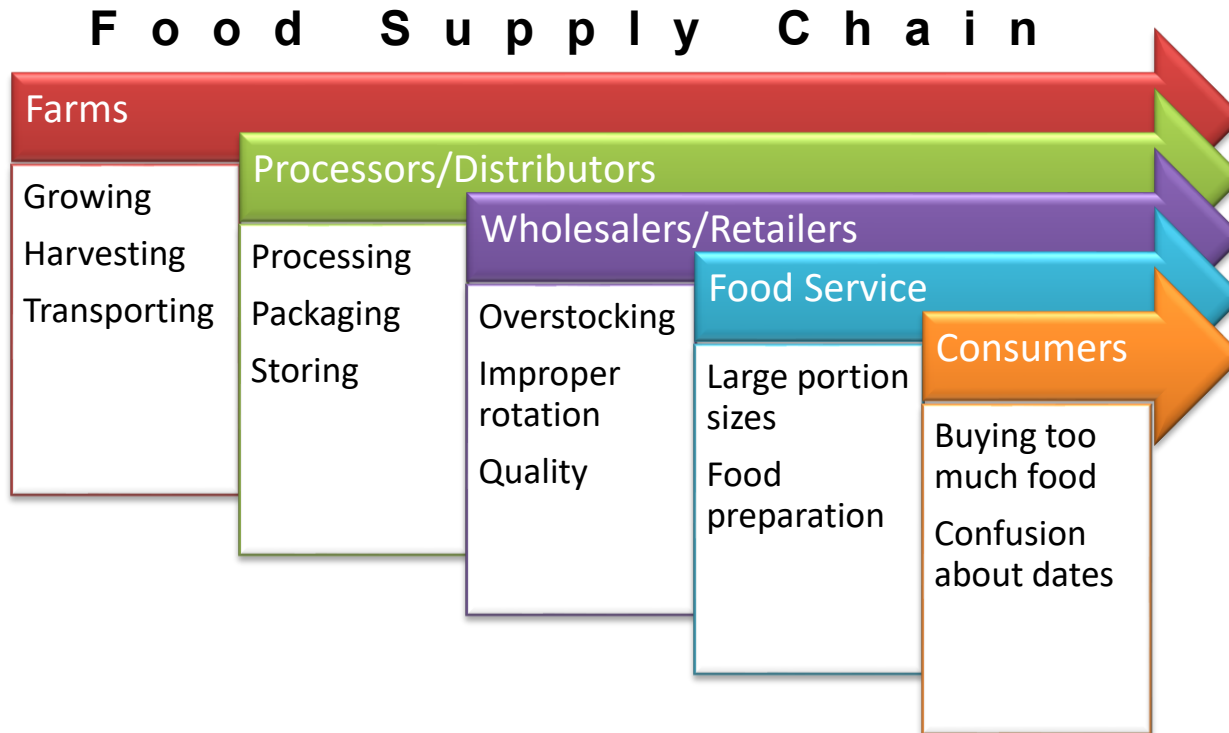 Food Supply Chain
Farms
Growing
Harvesting
Transporting
Processors/Distributors
Processing
Packaging
Storing
Wholesalers/Retailers
Overstocking
Improper
rotation
Quality
Food Service
Large portion
sizes
Food
preparation
Consumers
Buying too
much food
Confusion
about dates